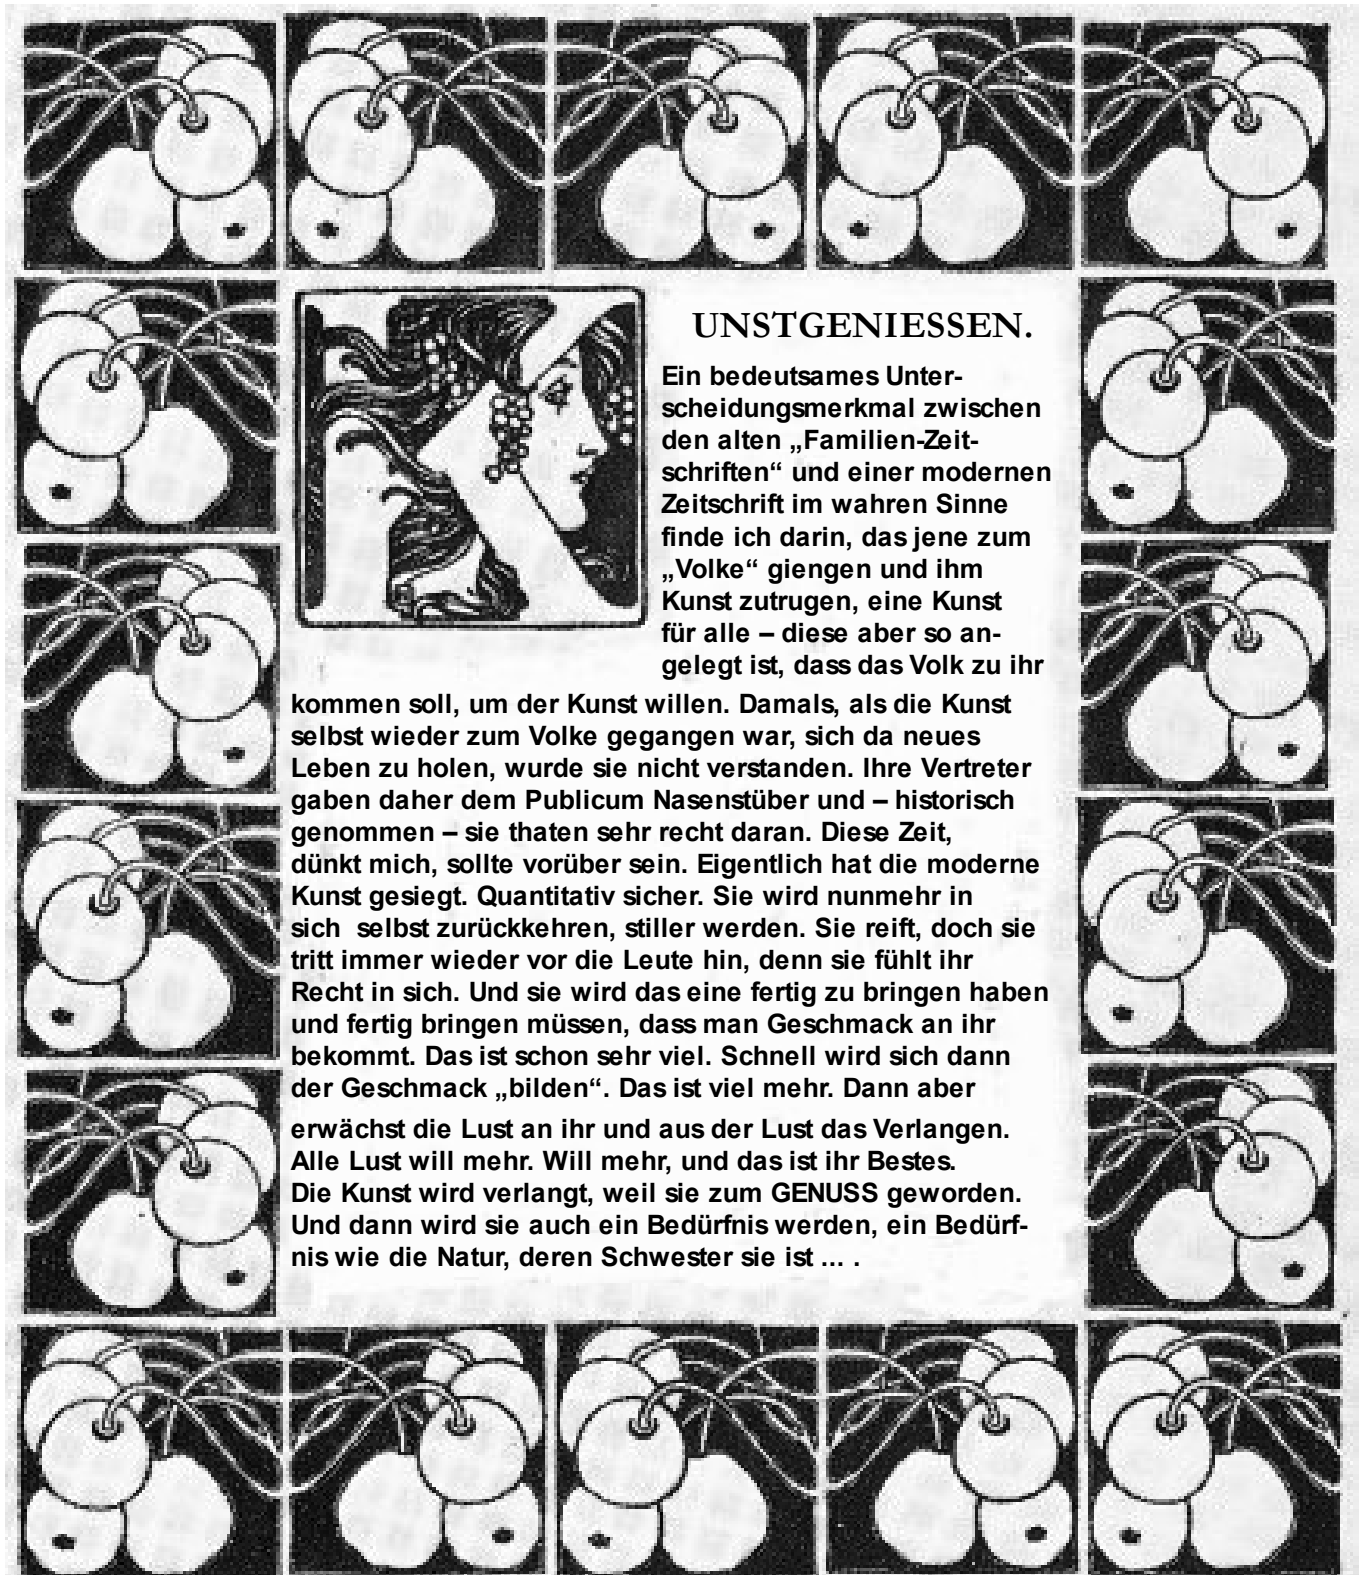 KUNSTGENIESSEN.
Ein bedeutsames Unter-
scheidungsmerkmal zwischen
den alten „Familien-Zeit-
schriften“ und einer modernen
Zeitschrift im wahren Sinne
finde ich darin, das jene zum
„Volke“ giengen und ihm
Kunst zutrugen, eine Kunst
für alle – diese aber so an-
gelegt ist, dass das Volk zu ihr
kommen soll, um der Kunst willen. Damals, als die Kunst
selbst wieder zum Volke gegangen war, sich da neues
Leben zu holen, wurde sie nicht verstanden. Ihre Vertreter
gaben daher dem Publicum Nasenstüber und – historisch
genommen – sie thaten sehr recht daran. Diese Zeit,
dünkt mich, sollte vorüber sein. Eigentlich hat die moderne
Kunst gesiegt. Quantitativ sicher. Sie wird nunmehr in
sich selbst zurückkehren, stiller werden. Sie reift, doch sie
tritt immer wieder vor die Leute hin, denn sie fühlt ihr
Recht in sich. Und sie wird das eine fertig zu bringen haben
und fertig bringen müssen, dass man Geschmack an ihr
bekommt. Das ist schon sehr viel. Schnell wird sich dann
der Geschmack „bilden“. Das ist viel mehr. Dann aber
erwächst die Lust an ihr und aus der Lust das Verlangen.
Alle Lust will mehr. Will mehr, und das ist ihr Bestes.
Die Kunst wird verlangt, weil sie zum GENUSS geworden.
Und dann wird sie auch ein Bedürfnis werden, ein Bedürf-
nis wie die Natur, deren Schwester sie ist ... .